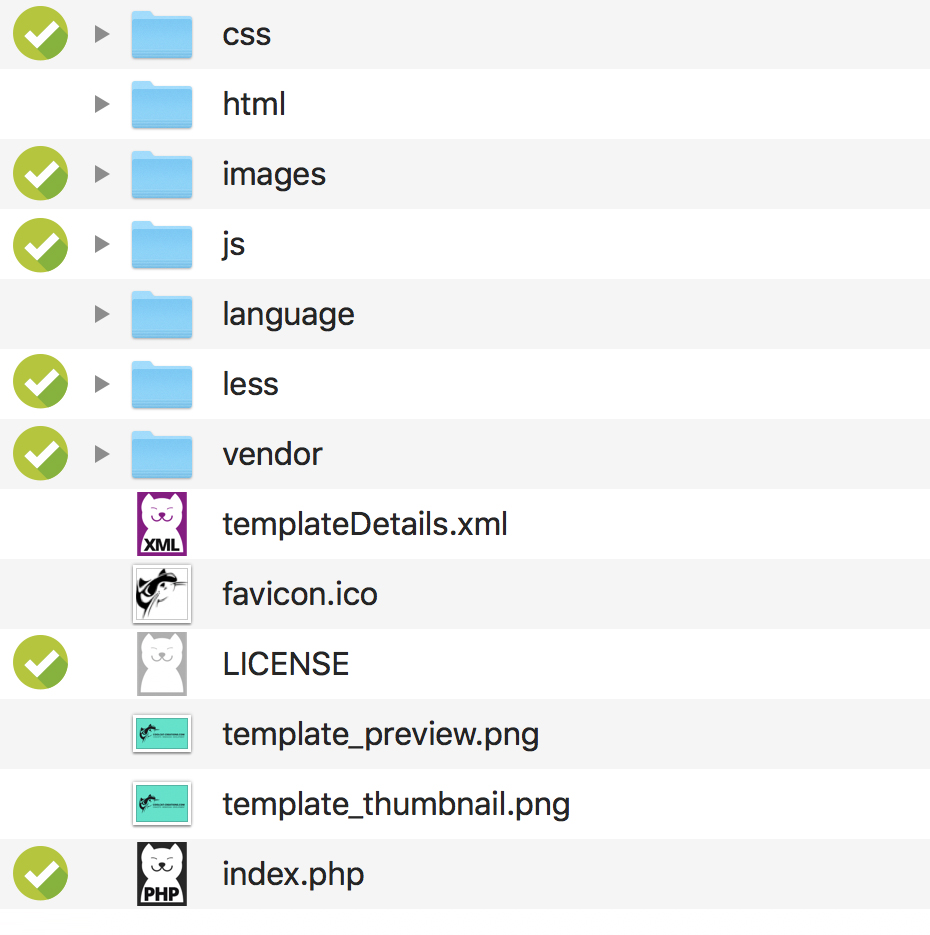 css
html
images
js
language
less
vendor
XML
templateDetails.xml
favicon.ico
LICENSE
template_preview.png
template_thumbnail.png
PHP
index.php